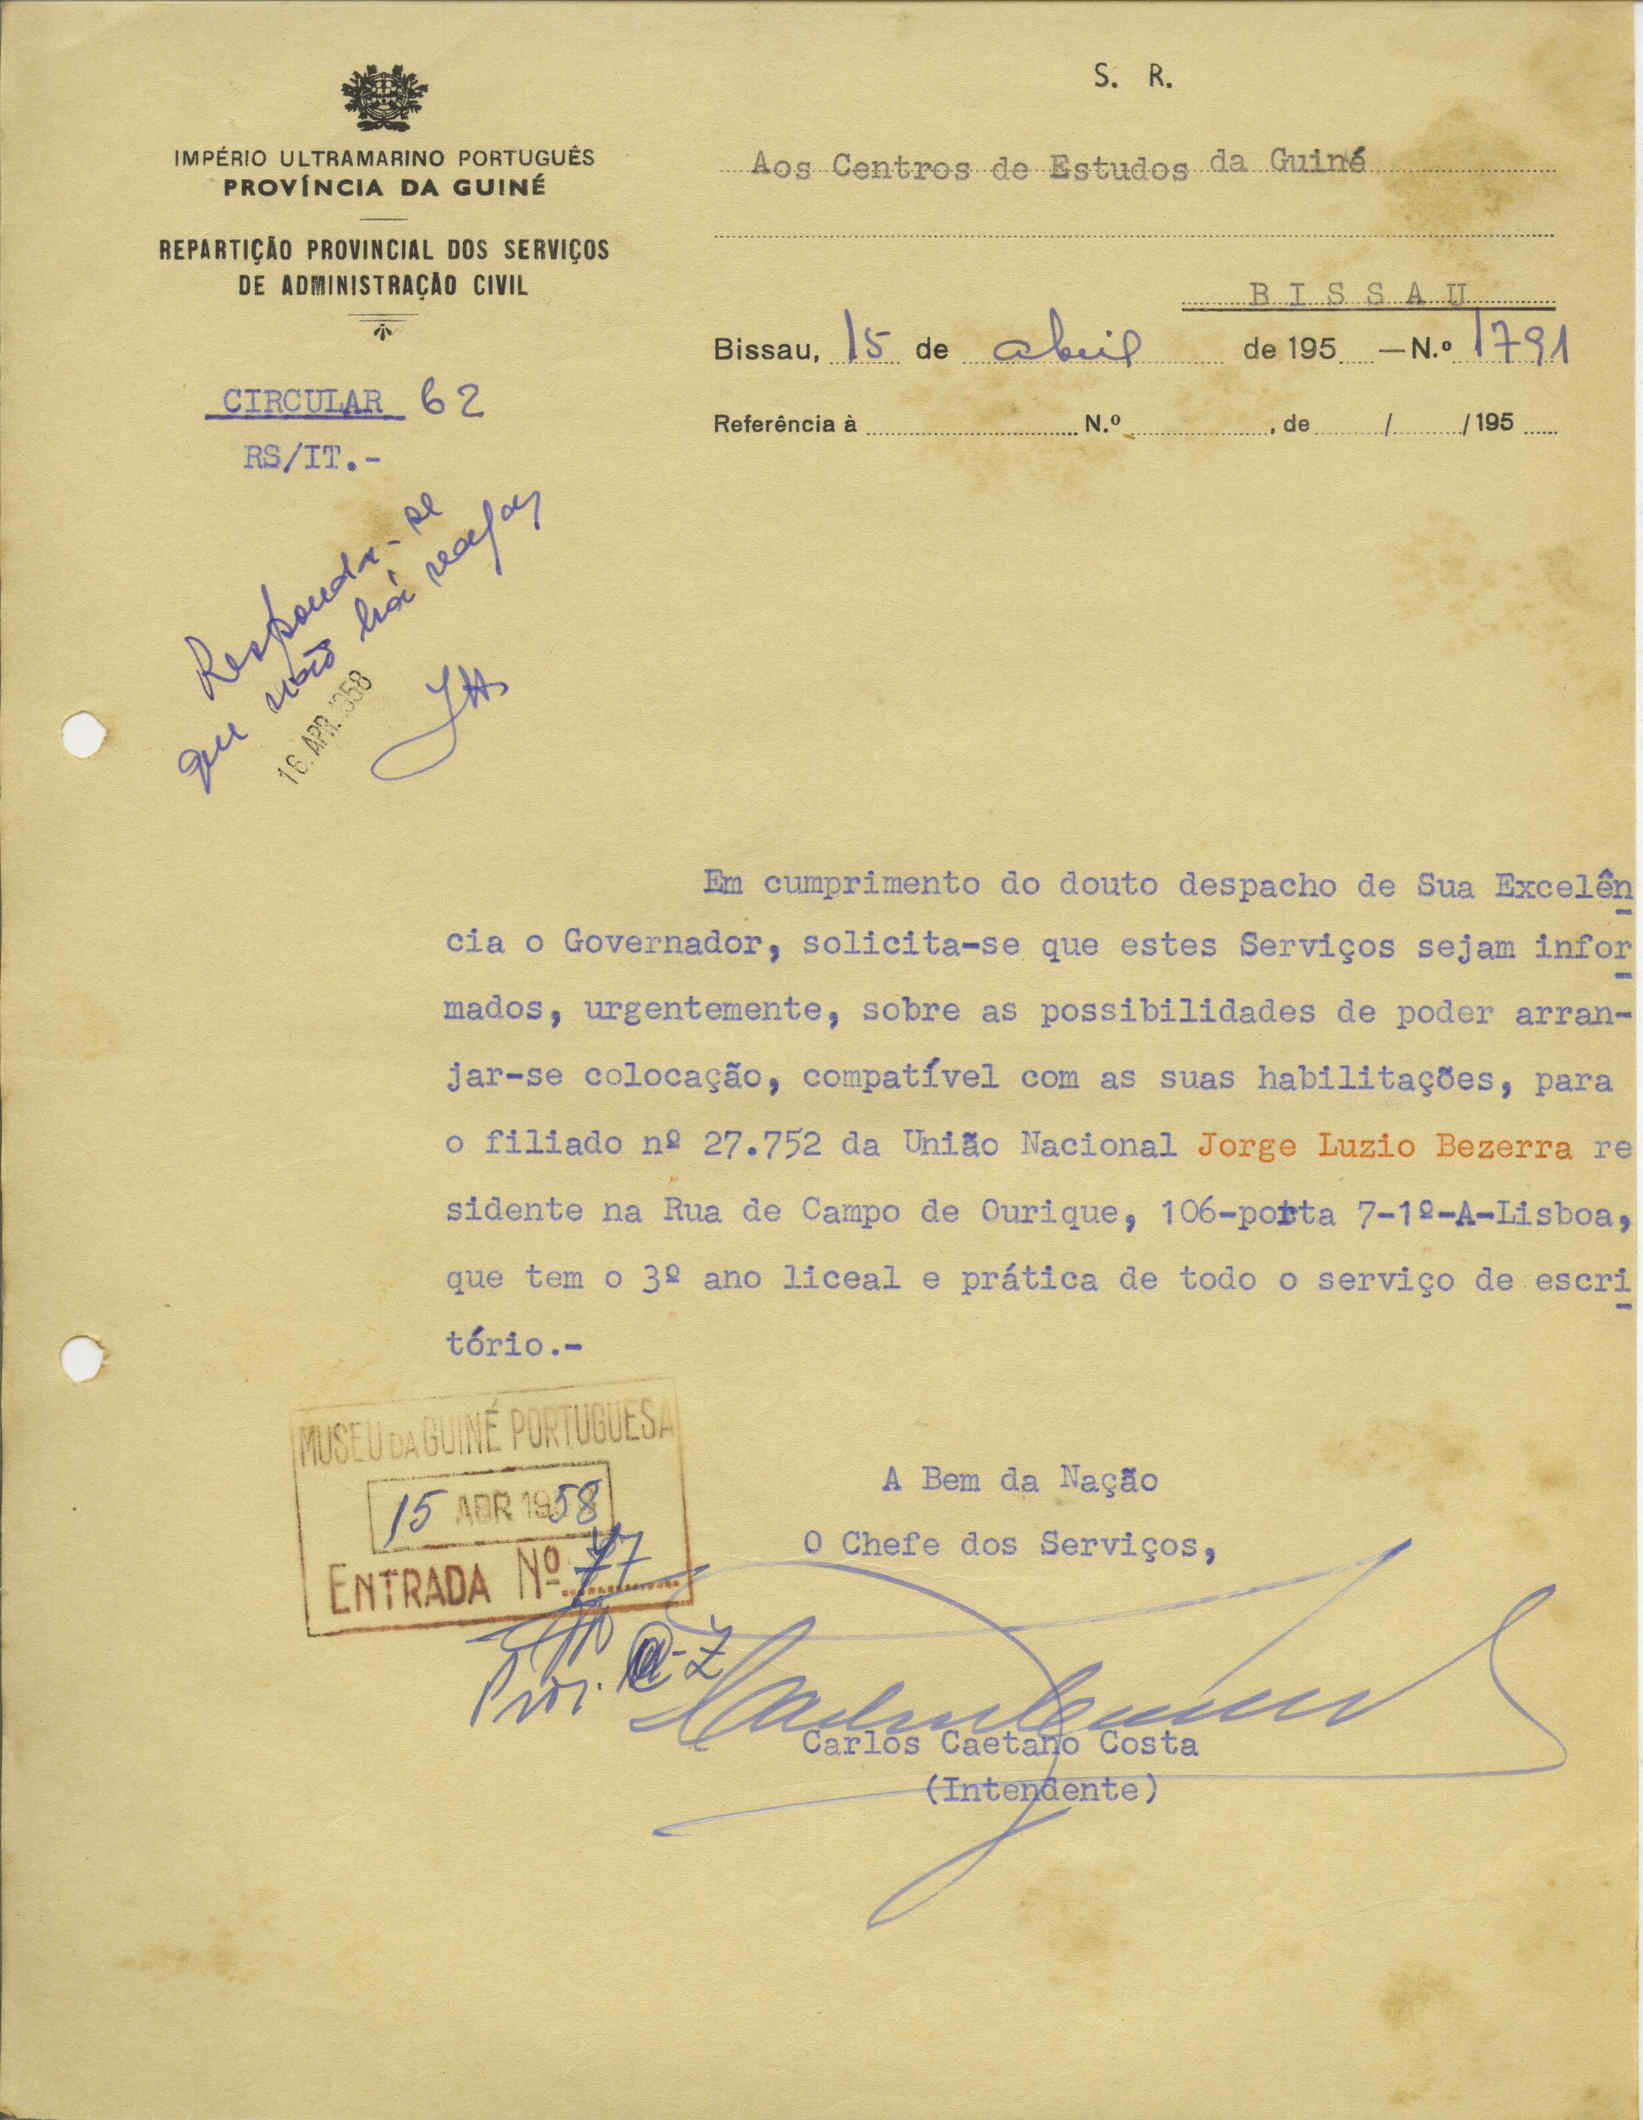 S. R.
IMPÉRIO ULTRAMARINO PORTUGUÊS
PROVÍNCIA DA GUINÉ
REPARTIÇÃO PROVINCIAL DOS SERVIÇOS
DE ADMINISTRAÇÃO CIVIL
Aos Centros de Estudos da Guiné
BISSAU
Bissau, 15 de abril de 195 — N.º 1791
Referência à N.º , de / / 195
CIRCULAR 62
RS/IT.-
Responda-se
que não há
16. APR. 1958
Em cumprimento do douto despacho de Sua Excelên
cia o Governador, solicita-se que estes Serviços sejam infor
mados, urgentemente, sobre as possibilidades de poder arran-
jar-se colocação, compatível com as suas habilitações, para
o filiado nº 27.752 da União Nacional Jorge Luzio Bezerra re
sidente na Rua de Campo de Ourique, 106-porta 7-1º-A-Lisboa,
que tem o 3º ano liceal e prática de todo o serviço de escri
tório.-
MUSEU DA GUINÉ PORTUGUESA
15 ABR 1958
ENTRADA Nº 77
A Bem da Nação
O Chefe dos Serviços,
Carlos Caetano Costa
(Intendente)